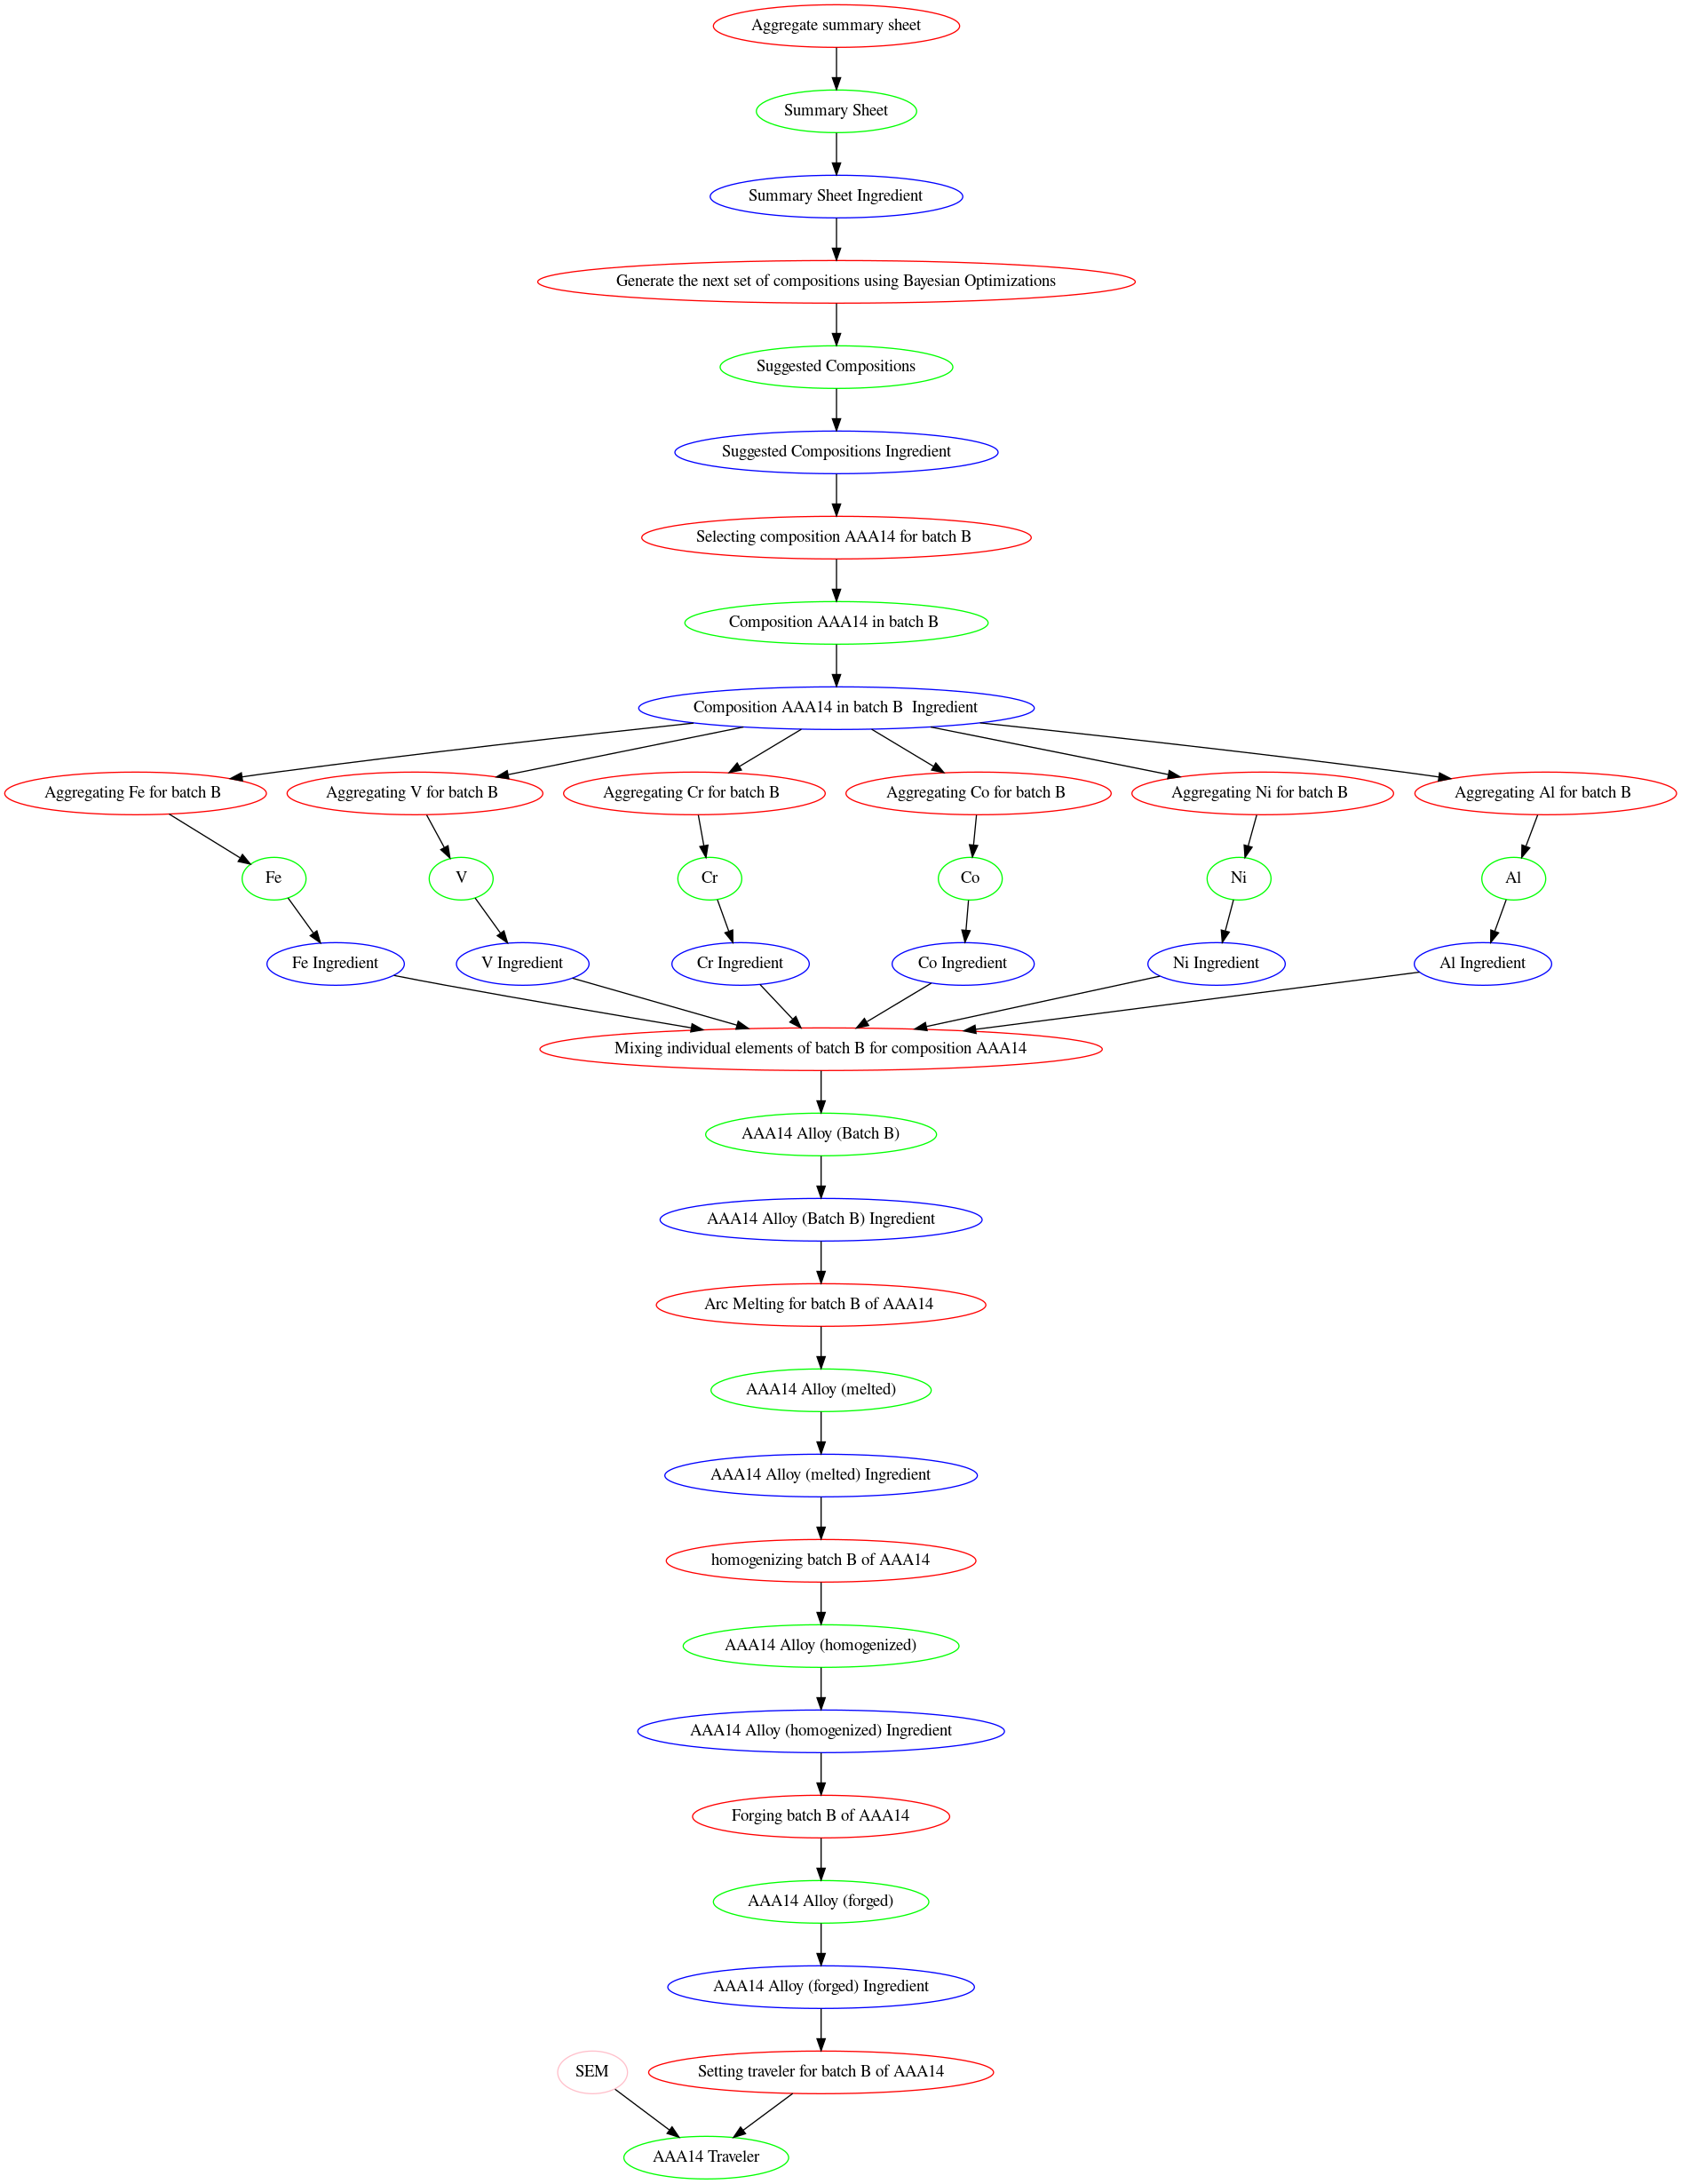 Aggregate summary sheet
Summary Sheet
Summary Sheet Ingredient
Generate the next set of compositions using Bayesian Optimizations
Suggested Compositions
Suggested Compositions Ingredient
Selecting composition AAA14 for batch B
Composition AAA14 in batch B
Composition AAA14 in batch B  Ingredient
Aggregating Fe for batch B
Aggregating V for batch B
Aggregating Cr for batch B
Aggregating Co for batch B
Aggregating Ni for batch B
Aggregating Al for batch B
Fe
V
Cr
Co
Ni
Al
Fe Ingredient
V Ingredient
Cr Ingredient
Co Ingredient
Ni Ingredient
Al Ingredient
Mixing individual elements of batch B for composition AAA14
AAA14 Alloy (Batch B)
AAA14 Alloy (Batch B) Ingredient
Arc Melting for batch B of AAA14
AAA14 Alloy (melted)
AAA14 Alloy (melted) Ingredient
homogenizing batch B of AAA14
AAA14 Alloy (homogenized)
AAA14 Alloy (homogenized) Ingredient
Forging batch B of AAA14
AAA14 Alloy (forged)
AAA14 Alloy (forged) Ingredient
SEM
Setting traveler for batch B of AAA14
AAA14 Traveler